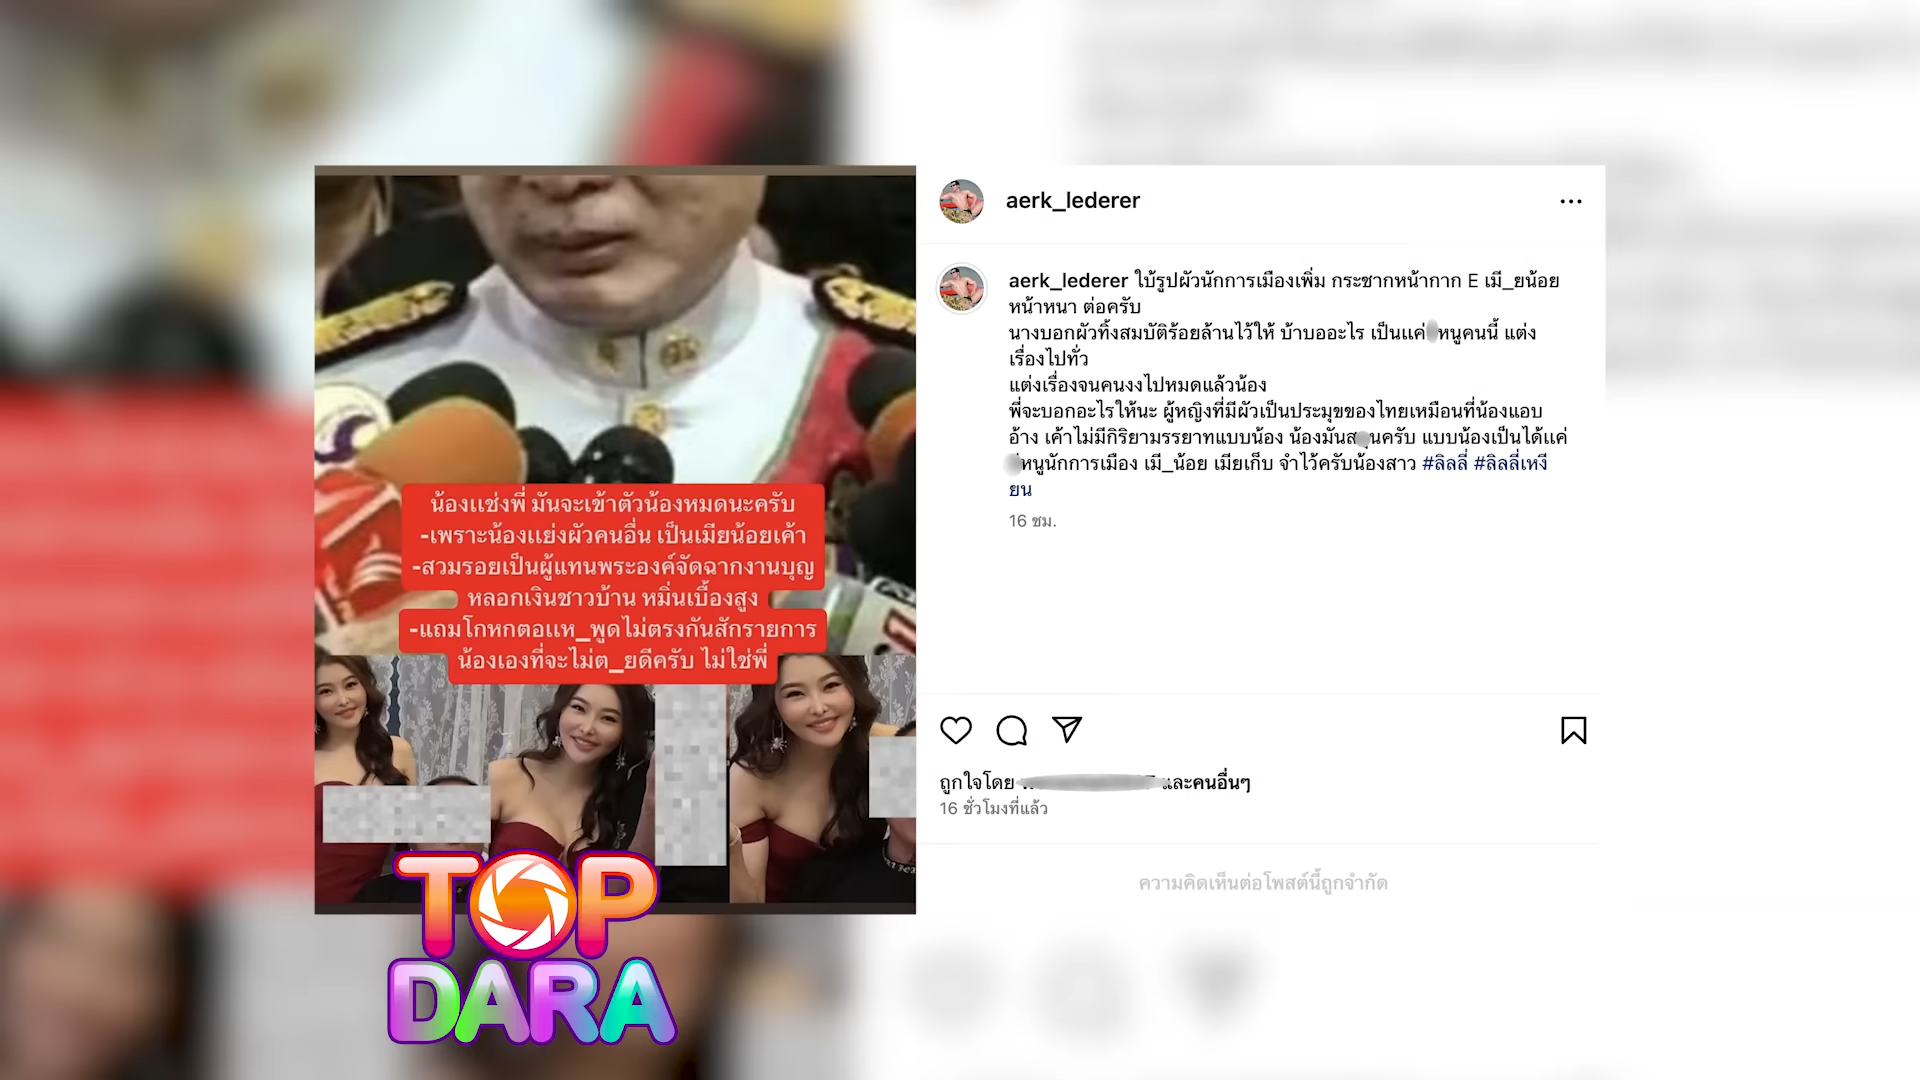 aerk_lederer
aerk_lederer ใบ้รูปผัวนักการเมืองเพิ่ม กระชากหน้ากาก E เมี_ยน้อย
หน้าหนา ต่อครับ
นางบอกผัวทิ้งสมบัติร้อยล้านไว้ให้ บ้าบออะไร เป็นแค่ หนูคนนี้ แต่ง
เรื่องไปทั่ว
แต่งเรื่องจนคนงงไปหมดแล้วน้อง
พี่จะบอกอะไรให้นะ ผู้หญิงที่มีผัวเป็นประมุขของไทยเหมือนที่น้องแอบ
อ้าง เค้าไม่มีกิริยามรรยาทแบบน้อง น้องมัน ครับ แบบน้องเป็นได้แค่
หนูนักการเมือง เมี_น้อย เมียเก็บ จำไว้ครับน้องสาว #ลิลลี่ #ลิลลี่เหงี
ยน
16 ชม.
น้องแช่งพี่ มันจะเข้าตัวน้องหมดนะครับ
-เพราะน้องแย่งผัวคนอื่น เป็นเมียน้อยเค้า
-สวมรอยเป็นผู้แทนพระองค์จัดฉากงานบุญ
หลอกเงินชาวบ้าน หมิ่นเบื้องสูง
-แถมโกหกตอแห_พูดไม่ตรงกันสักรายการ
น้องเองที่จะไม่ต_ยดีครับ ไม่ใช่พี่
ถูกใจโดย และคนอื่นๆ
16 ชั่วโมงที่แล้ว
ความคิดเห็นต่อโพสต์นี้ถูกจำกัด
TOP
DARA